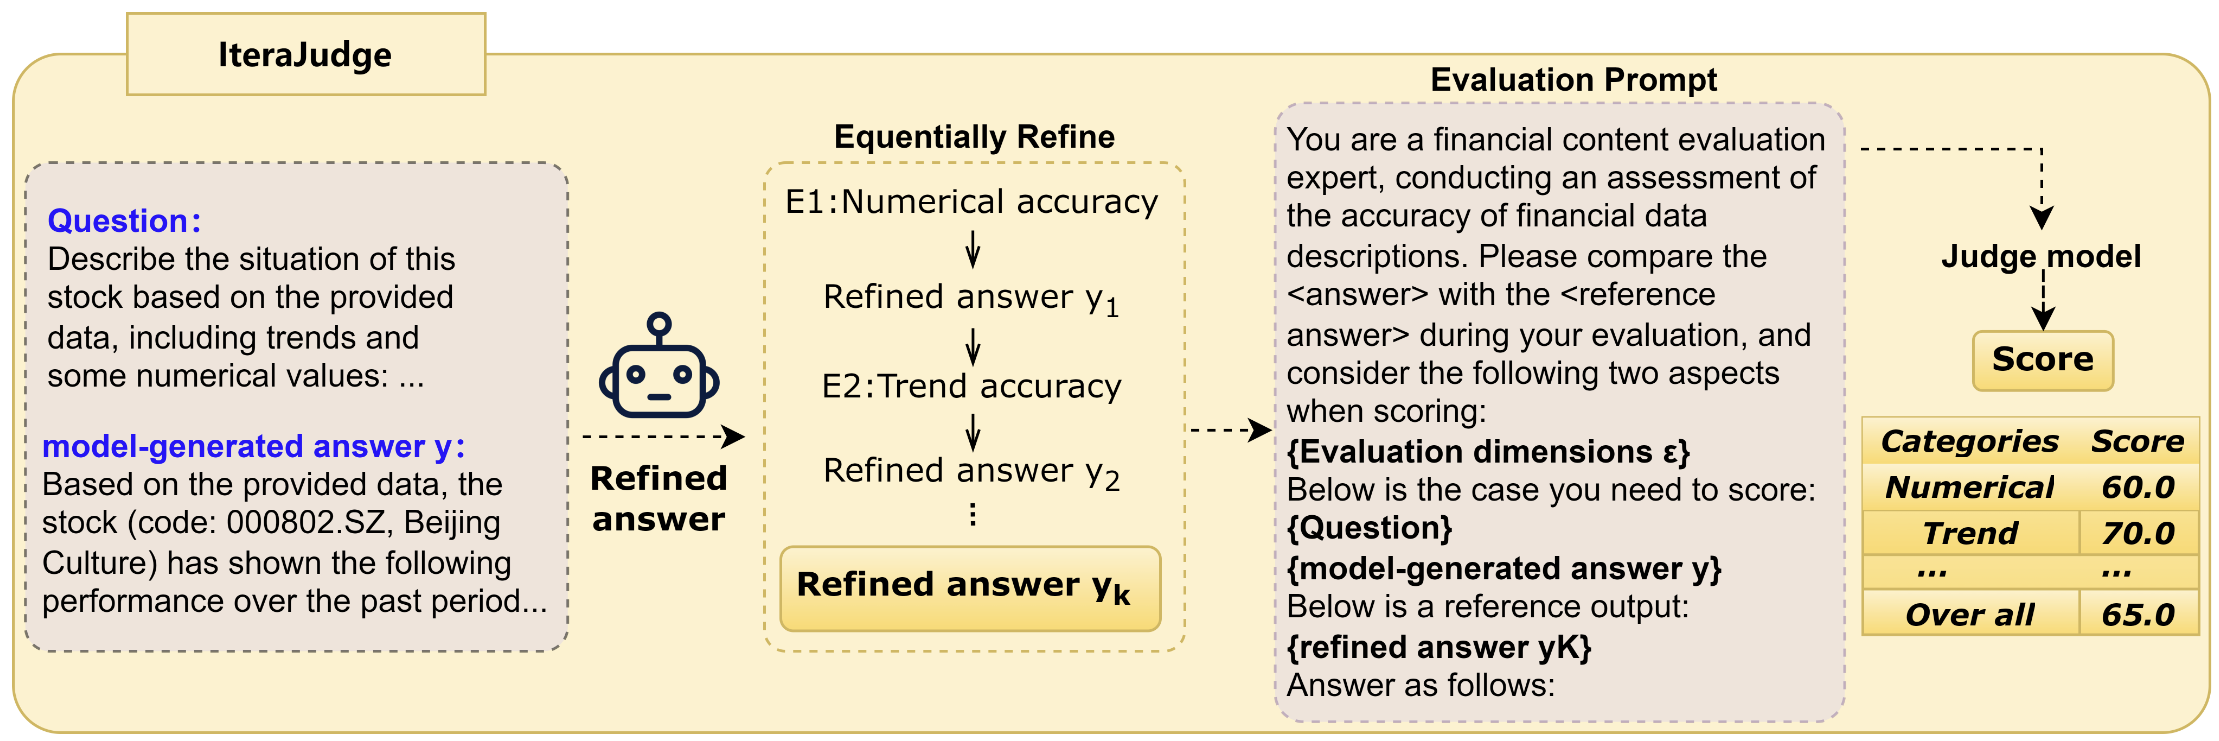 IteraJudge
Question:
Describe the situation of this
stock based on the provided
data, including trends and
some numerical values: ...
model-generated answer y:
Based on the provided data, the
stock (code: 000802.SZ, Beijing
Culture) has shown the following
performance over the past period...
Refined
answer
Equentially Refine
E1:Numerical accuracy
Refined answer y1
E2:Trend accuracy
Refined answer y2
⋮
Refined answer yk
Evaluation Prompt
You are a financial content evaluation
expert, conducting an assessment of
the accuracy of financial data
descriptions. Please compare the
<answer> with the <reference
answer> during your evaluation, and
consider the following two aspects
when scoring:
{Evaluation dimensions ε}
Below is the case you need to score:
{Question}
{model-generated answer y}
Below is a reference output:
{refined answer yK}
Answer as follows:
Judge model
Score
Categories Score
Numerical 60.0
Trend 70.0
... ...
Over all 65.0